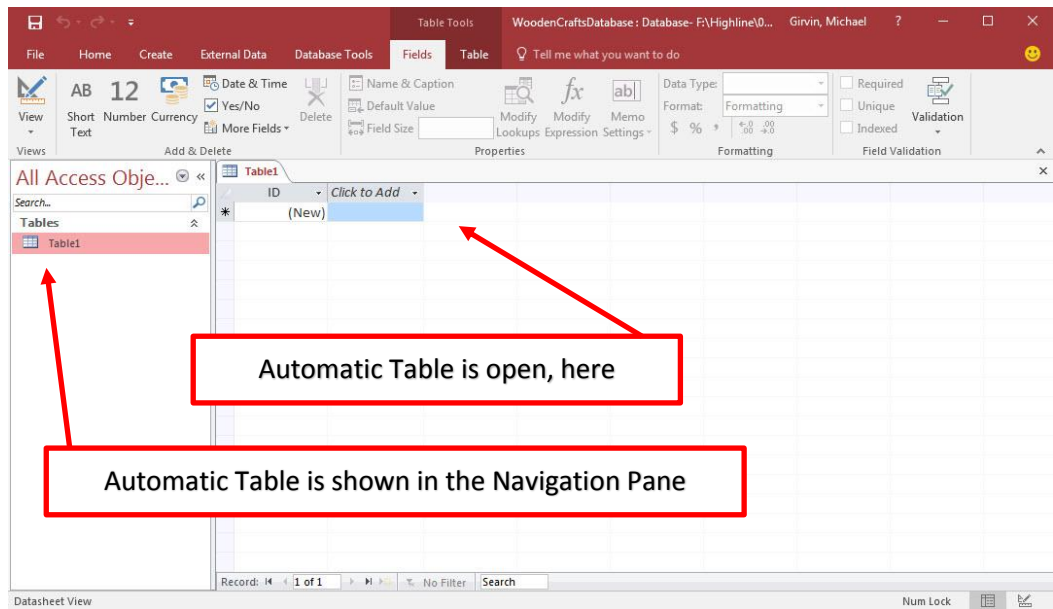 Table Tools
WoodenCraftsDatabase : Database- F:\Highline\0...
Girvin, Michael
?
File Home Create External Data Database Tools Fields Table Tell me what you want to do
View
Views
AB
Short Text
12
Number
Currency
Date & Time
Yes/No
More Fields
Delete
Add & Delete
Name & Caption
Default Value
Field Size
Modify Lookups
fx
Modify Expression
ab
Memo Settings
Properties
Data Type:
Format: Formatting
$ % , .00 .00
Formatting
Required
Unique
Indexed
Validation
Field Validation
All Access Obje... «
Search...
Tables
Table1
Table1
ID Click to Add
* (New)
Automatic Table is open, here
Automatic Table is shown in the Navigation Pane
Record: 1 of 1 No Filter Search
Datasheet View
Num Lock